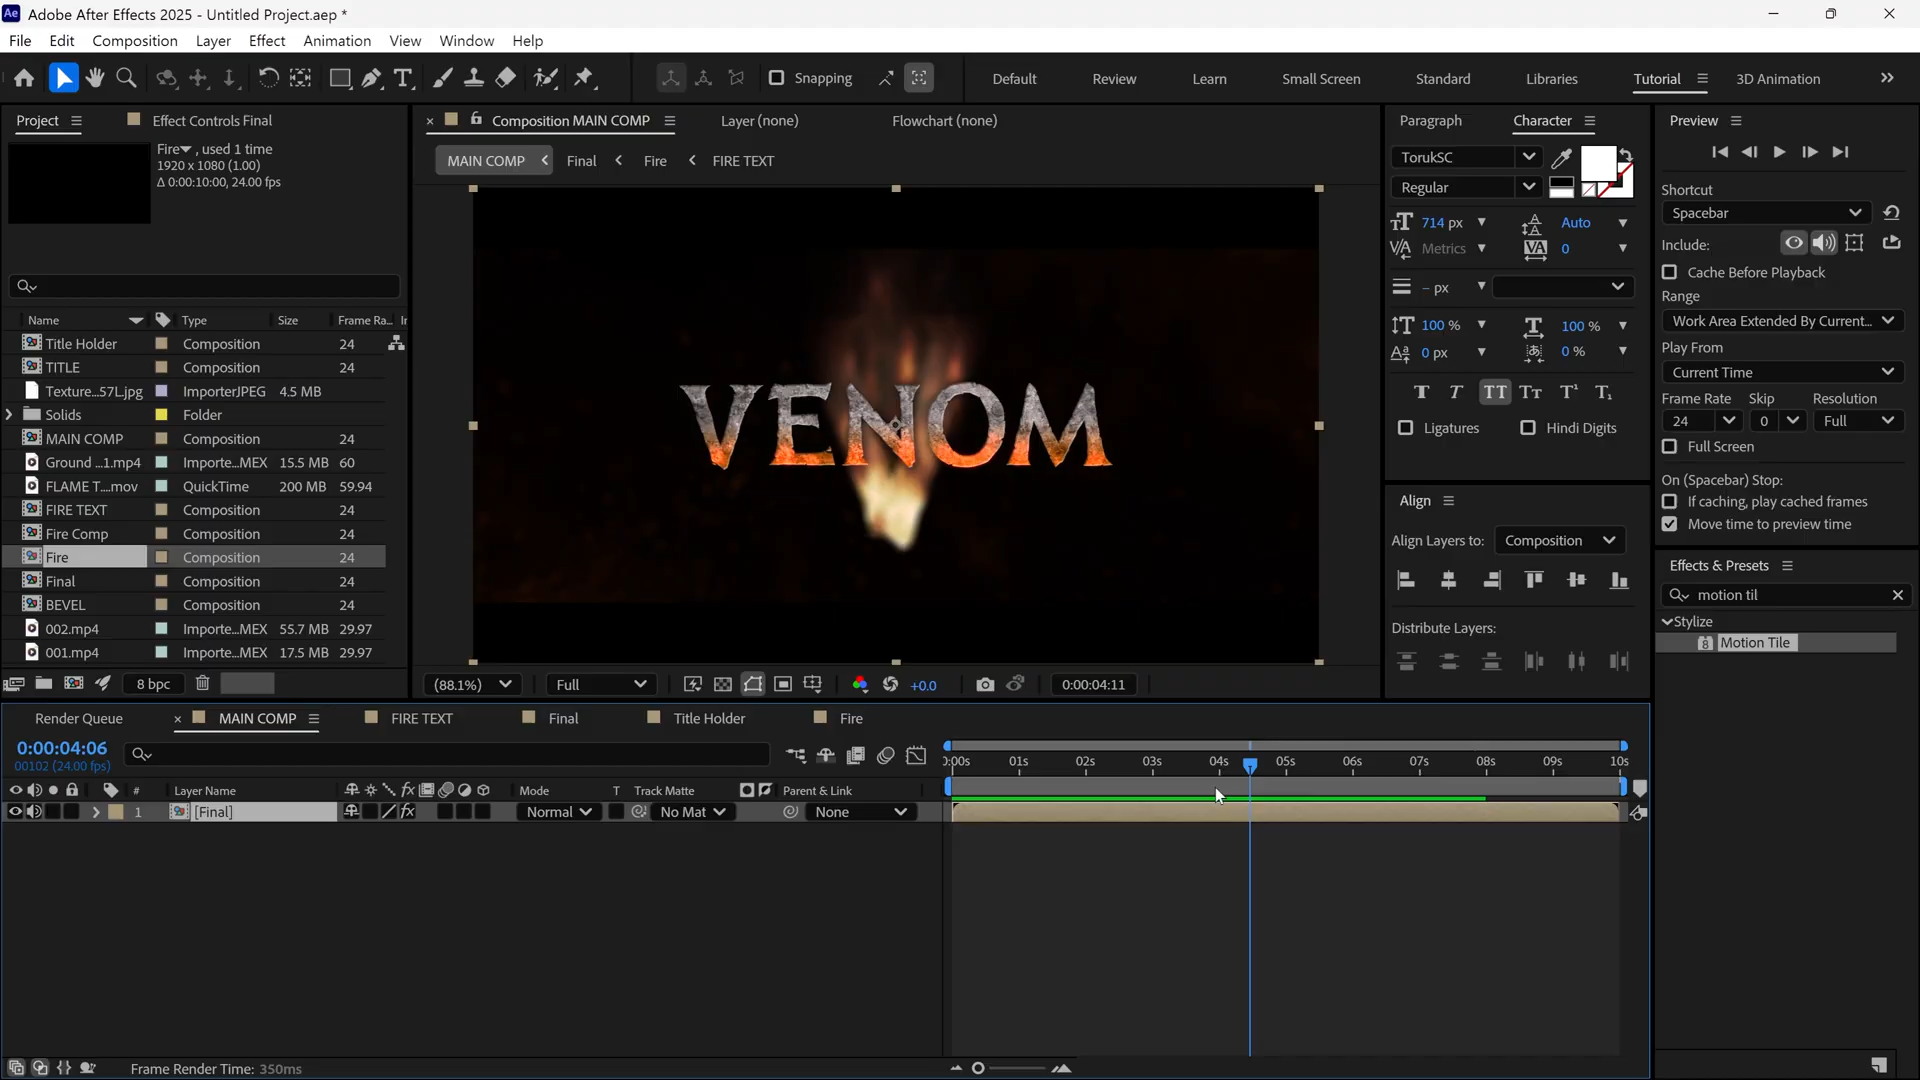 Adobe After Effects 2025 - Untitled Project.aep *
File Edit Composition Layer Effect Animation View Window Help
Snapping
Default Review Learn Small Screen Standard Libraries Tutorial 3D Animation
Project
Effect Controls Final
Fire , used 1 time
1920 x 1080 (1.00)
Δ 0:00:10:00, 24.00 fps
Name Type Size Frame Ra...
Title Holder Composition 24
TITLE Composition 24
Texture...57L.jpg ImporterJPEG 4.5 MB
Solids Folder
MAIN COMP Composition 24
Ground ...1.mp4 Importe...MEX 15.5 MB 60
FLAME T....mov QuickTime 200 MB 59.94
FIRE TEXT Composition 24
Fire Comp Composition 24
Fire Composition 24
Final Composition 24
BEVEL Composition 24
002.mp4 Importe...MEX 55.7 MB 29.97
001.mp4 Importe...MEX 17.5 MB 29.97
8 bpc
Composition MAIN COMP Layer (none) Flowchart (none)
MAIN COMP Final Fire FIRE TEXT
VENOM
(88.1%) Full +0.0 0:00:04:11
Paragraph Character
TorukSC
Regular
714 px Auto
Metrics 0
– px
100 % 100 %
0 px 0 %
Ligatures Hindi Digits
Align
Align Layers to: Composition
Distribute Layers:
Preview
Shortcut
Spacebar
Include:
Cache Before Playback
Range
Work Area Extended By Current...
Play From
Current Time
Frame Rate Skip Resolution
24 0 Full
Full Screen
On (Spacebar) Stop:
If caching, play cached frames
Move time to preview time
Effects & Presets
motion til
Stylize
Motion Tile
Render Queue MAIN COMP FIRE TEXT Final Title Holder Fire
0:00:04:06
00102 (24.00 fps)
0:00s 01s 02s 03s 04s 05s 06s 07s 08s 09s 10s
# Layer Name Mode T Track Matte Parent & Link
1 [Final] Normal No Mat None
Frame Render Time: 350ms